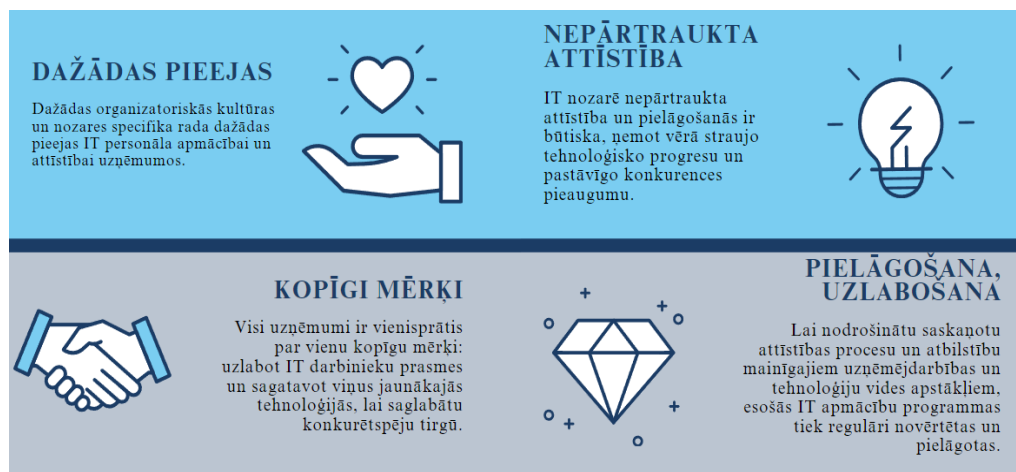 DAŽĀDAS PIEEJAS
Dažādas organizatoriskās kultūras
un nozares specifika rada dažādas
pieejas IT personāla apmācībai un
attīstībai uzņēmumos.
NEPĀRTRAUKTA
ATTĪSTĪBA
IT nozarē nepārtraukta
attīstība un pielāgošanās ir
būtiska, ņemot vērā straujo
tehnoloģisko progresu un
pastāvīgo konkurences
pieaugumu.
KOPĪGI MĒRĶI
Visi uzņēmumi ir vienisprātis
par vienu kopīgu mērķi:
uzlabot IT darbinieku prasmes
un sagatavot viņus jaunākajās
tehnoloģijās, lai saglabātu
konkurētspēju tirgū.
PIELĀGOŠANA,
UZLABOŠANA
Lai nodrošinātu saskaņotu
attīstības procesu un atbilstību
mainīgajiem uzņēmējdarbības un
tehnoloģiju vides apstākļiem,
esošās IT apmācību programmas
tiek regulāri novērtētas un
pielāgotas.